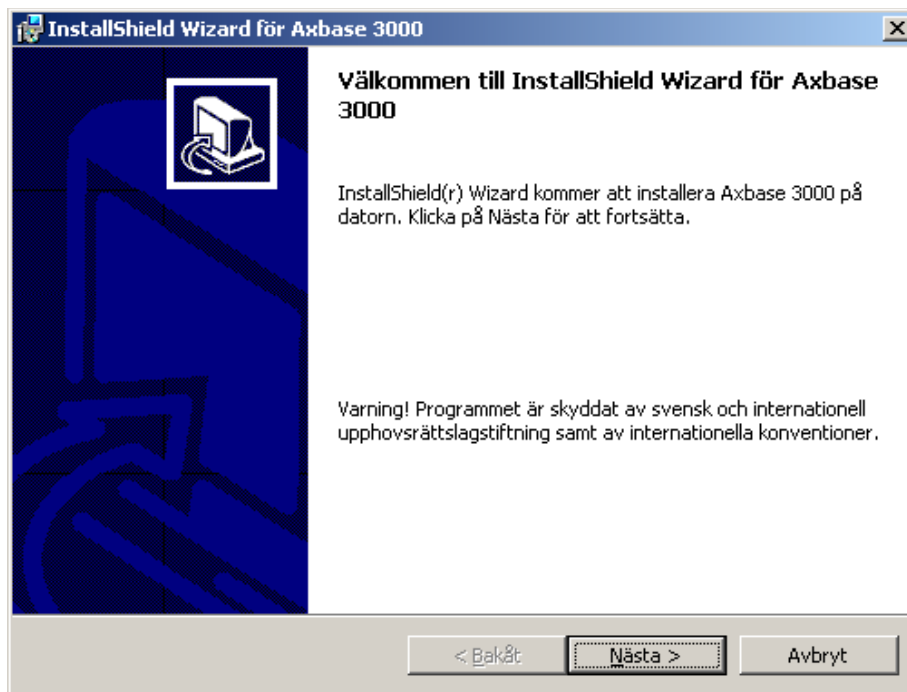 InstallShield Wizard för Axbase 3000
Välkommen till InstallShield Wizard för Axbase
3000
InstallShield(r) Wizard kommer att installera Axbase 3000 på
datorn. Klicka på Nästa för att fortsätta.
Varning! Programmet är skyddat av svensk och internationell
upphovsrättslagstiftning samt av internationella konventioner.
< Bakåt
Nästa >
Avbryt